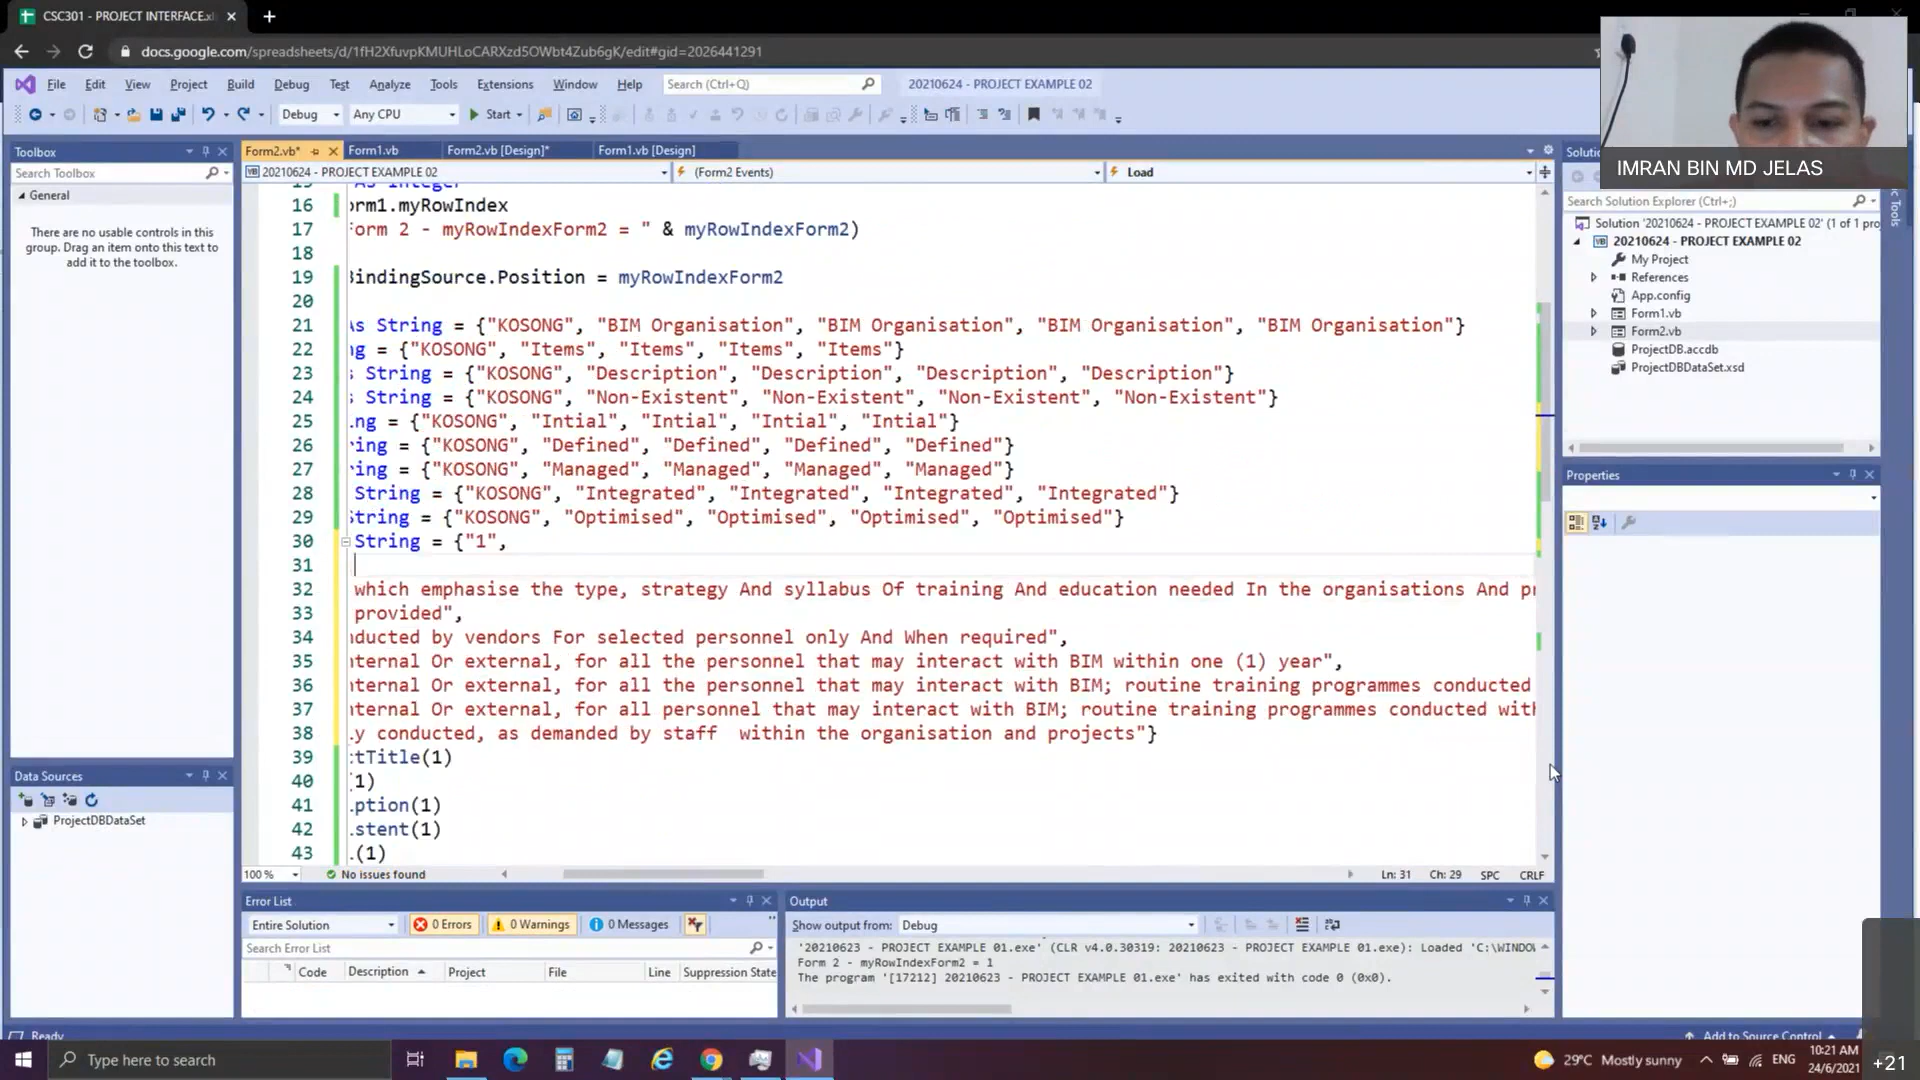 CSC301 - PROJECT INTERFACE.xl
docs.google.com/spreadsheets/d/1fH2XfuvpKMUHLoCARXzd5OWbt4Zub6gK/edit#gid=2026441291
File Edit View Project Build Debug Test Analyze Tools Extensions Window Help Search (Ctrl+Q) 20210624 - PROJECT EXAMPLE 02
Debug Any CPU Start
IMRAN BIN MD JELAS
Toolbox
Search Toolbox
General
There are no usable controls in this
group. Drag an item onto this text to
add it to the toolbox.
Form2.vb* Form1.vb Form2.vb [Design]* Form1.vb [Design]
20210624 - PROJECT EXAMPLE 02 (Form2 Events) Load
15 As Integer
16 orm1.myRowIndex
17 Form 2 - myRowIndexForm2 = " & myRowIndexForm2)
18
19 BindingSource.Position = myRowIndexForm2
20
21 As String = {"KOSONG", "BIM Organisation", "BIM Organisation", "BIM Organisation", "BIM Organisation"}
22 ng = {"KOSONG", "Items", "Items", "Items", "Items"}
23 s String = {"KOSONG", "Description", "Description", "Description", "Description"}
24 s String = {"KOSONG", "Non-Existent", "Non-Existent", "Non-Existent", "Non-Existent"}
25 ing = {"KOSONG", "Intial", "Intial", "Intial", "Intial"}
26 ring = {"KOSONG", "Defined", "Defined", "Defined", "Defined"}
27 ring = {"KOSONG", "Managed", "Managed", "Managed", "Managed"}
28 String = {"KOSONG", "Integrated", "Integrated", "Integrated", "Integrated"}
29 String = {"KOSONG", "Optimised", "Optimised", "Optimised", "Optimised"}
30 String = {"1",
31
32 which emphasise the type, strategy And syllabus Of training And education needed In the organisations And pr
33 provided",
34 nducted by vendors For selected personnel only And When required",
35 nternal Or external, for all the personnel that may interact with BIM within one (1) year",
36 nternal Or external, for all the personnel that may interact with BIM; routine training programmes conducted
37 nternal Or external, for all personnel that may interact with BIM; routine training programmes conducted with
38 ly conducted, as demanded by staff  within the organisation and projects"}
39 ctTitle(1)
40 (1)
41 iption(1)
42 istent(1)
43 l(1)
100 % No issues found Ln: 31 Ch: 29 SPC CRLF
Search Solution Explorer (Ctrl+;)
Solution '20210624 - PROJECT EXAMPLE 02' (1 of 1 pro
20210624 - PROJECT EXAMPLE 02
My Project
References
App.config
Form1.vb
Form2.vb
ProjectDB.accdb
ProjectDBDataSet.xsd
Properties
Data Sources
ProjectDBDataSet
Error List
Entire Solution 0 Errors 0 Warnings 0 Messages
Search Error List
Code Description Project File Line Suppression State
Output
Show output from: Debug
'20210623 - PROJECT EXAMPLE 01.exe' (CLR v4.0.30319: 20210623 - PROJECT EXAMPLE 01.exe): Loaded 'C:\WINDOW
Form 2 - myRowIndexForm2 = 1
The program '[17212] 20210623 - PROJECT EXAMPLE 01.exe' has exited with code 0 (0x0).
Ready Add to Source Control
Type here to search
29°C Mostly sunny ENG
10:21 AM
24/6/2021
+21